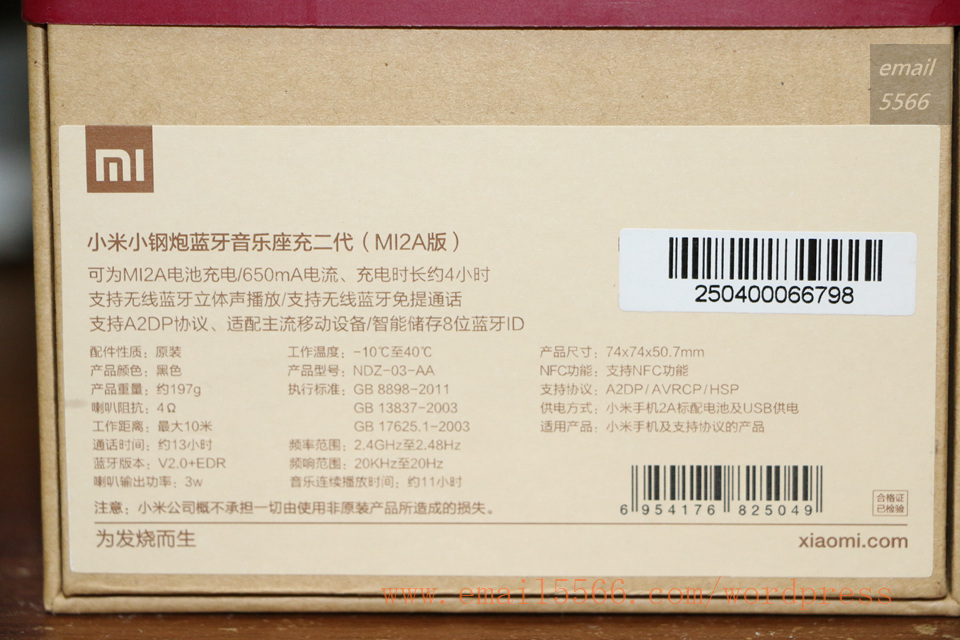 email
5566
mi
小米小钢炮蓝牙音乐座充二代（MI2A版）
可为MI2A电池充电/650mA电流、充电时长约4小时
支持无线蓝牙立体声播放/支持无线蓝牙免提通话
支持A2DP协议、适配主流移动设备/智能储存8位蓝牙ID
250400066798
配件性质：原装
产品颜色：黑色
产品重量：约197g
喇叭阻抗：4Ω
工作距离：最大10米
通话时间：约13小时
蓝牙版本：V2.0+EDR
喇叭输出功率：3w
工作温度：-10℃至40℃
产品型号：NDZ-03-AA
执行标准：GB 8898-2011
GB 13837-2003
GB 17625.1-2003
频率范围：2.4GHz至2.48Hz
频响范围：20KHz至20Hz
音乐连续播放时间：约11小时
产品尺寸：74x74x50.7mm
NFC功能：支持NFC功能
支持协议：A2DP/AVRCP/HSP
供电方式：小米手机2A标配电池及USB供电
适用产品：小米手机及支持协议的产品
6 954176 825049
合格证
已检验
注意：小米公司概不承担一切由使用非原装产品所造成的损失。
为发烧而生
xiaomi.com
www.email5566.com/wordpress